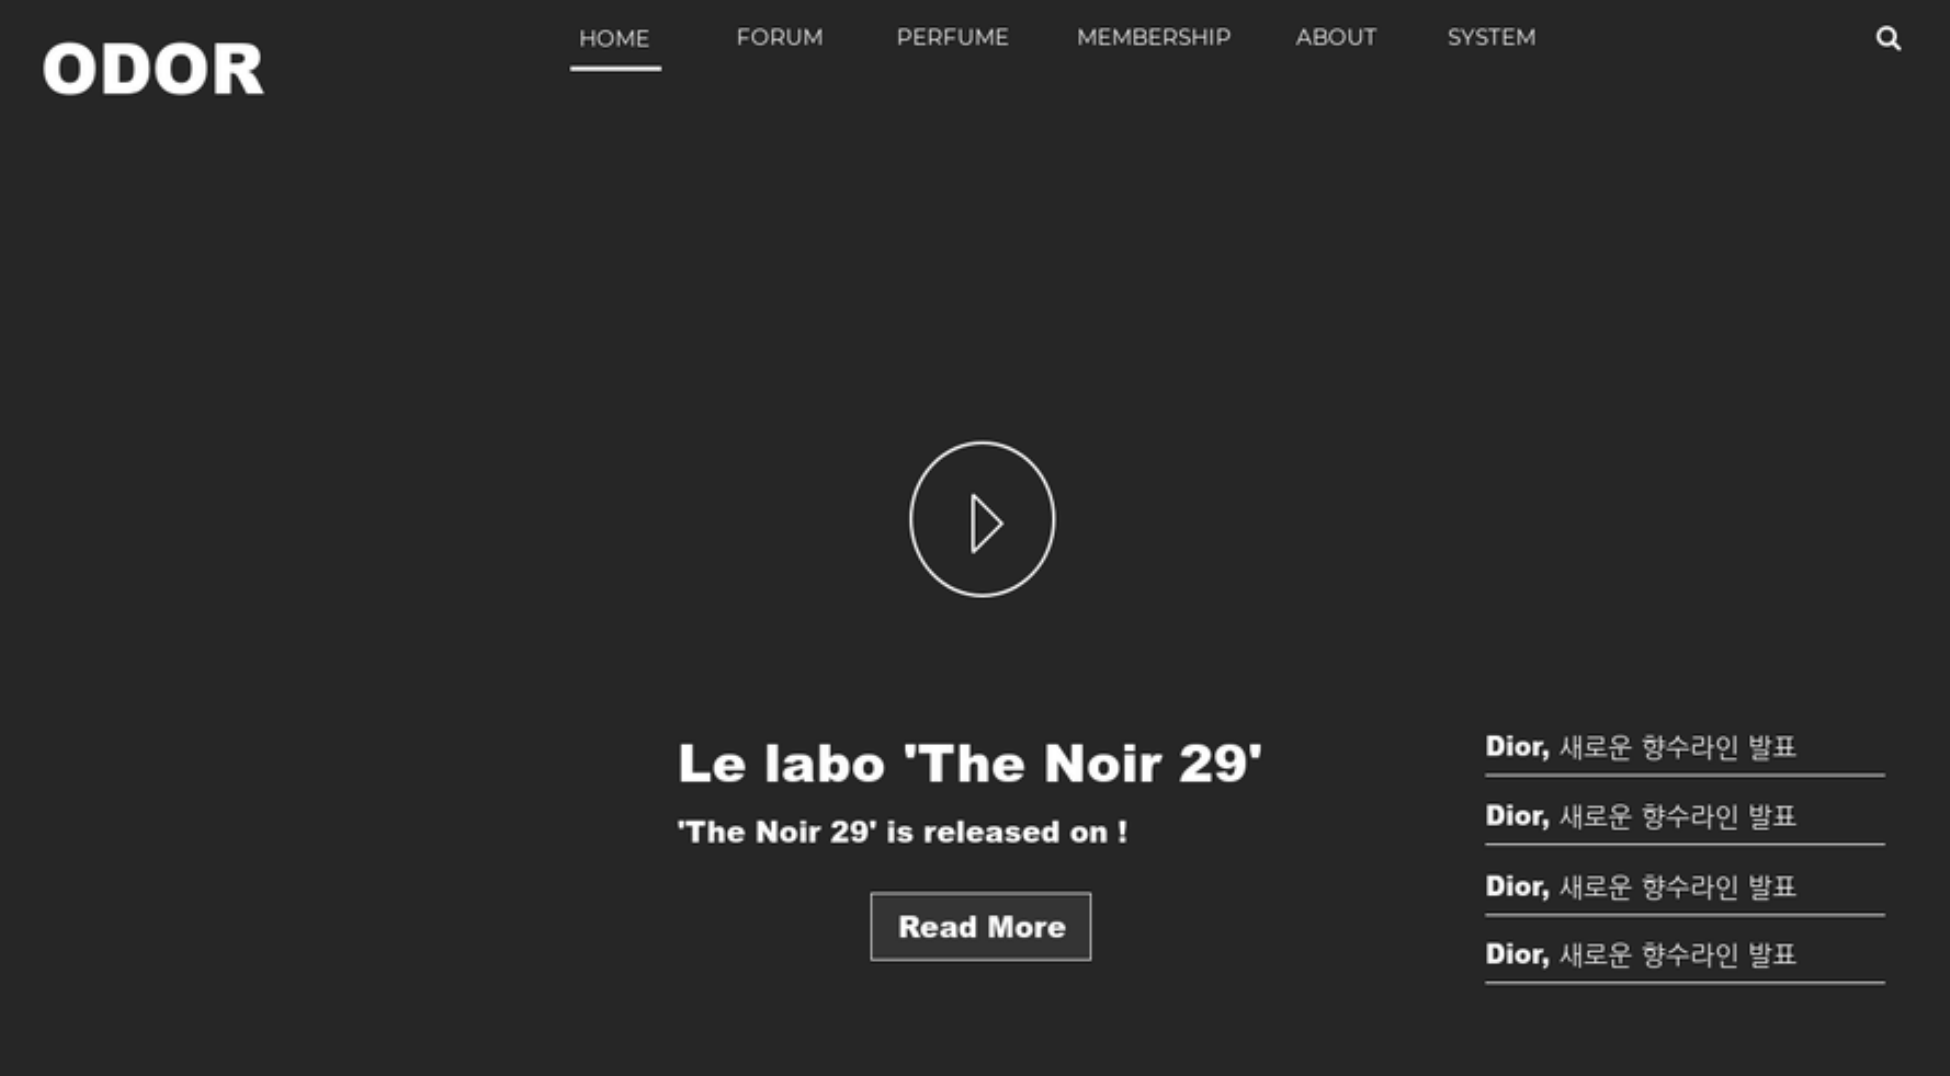 ODOR
HOME FORUM PERFUME MEMBERSHIP ABOUT SYSTEM
Le labo 'The Noir 29'
'The Noir 29' is released on !
Read More
Dior, 새로운 향수라인 발표
Dior, 새로운 향수라인 발표
Dior, 새로운 향수라인 발표
Dior, 새로운 향수라인 발표